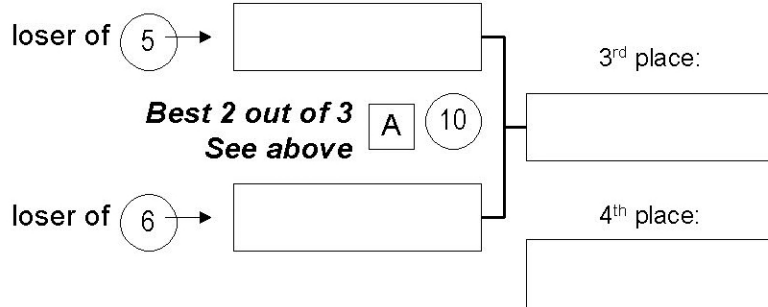 loser of 5
3rd place:
Best 2 out of 3
See above
A
10
loser of 6
4th place: